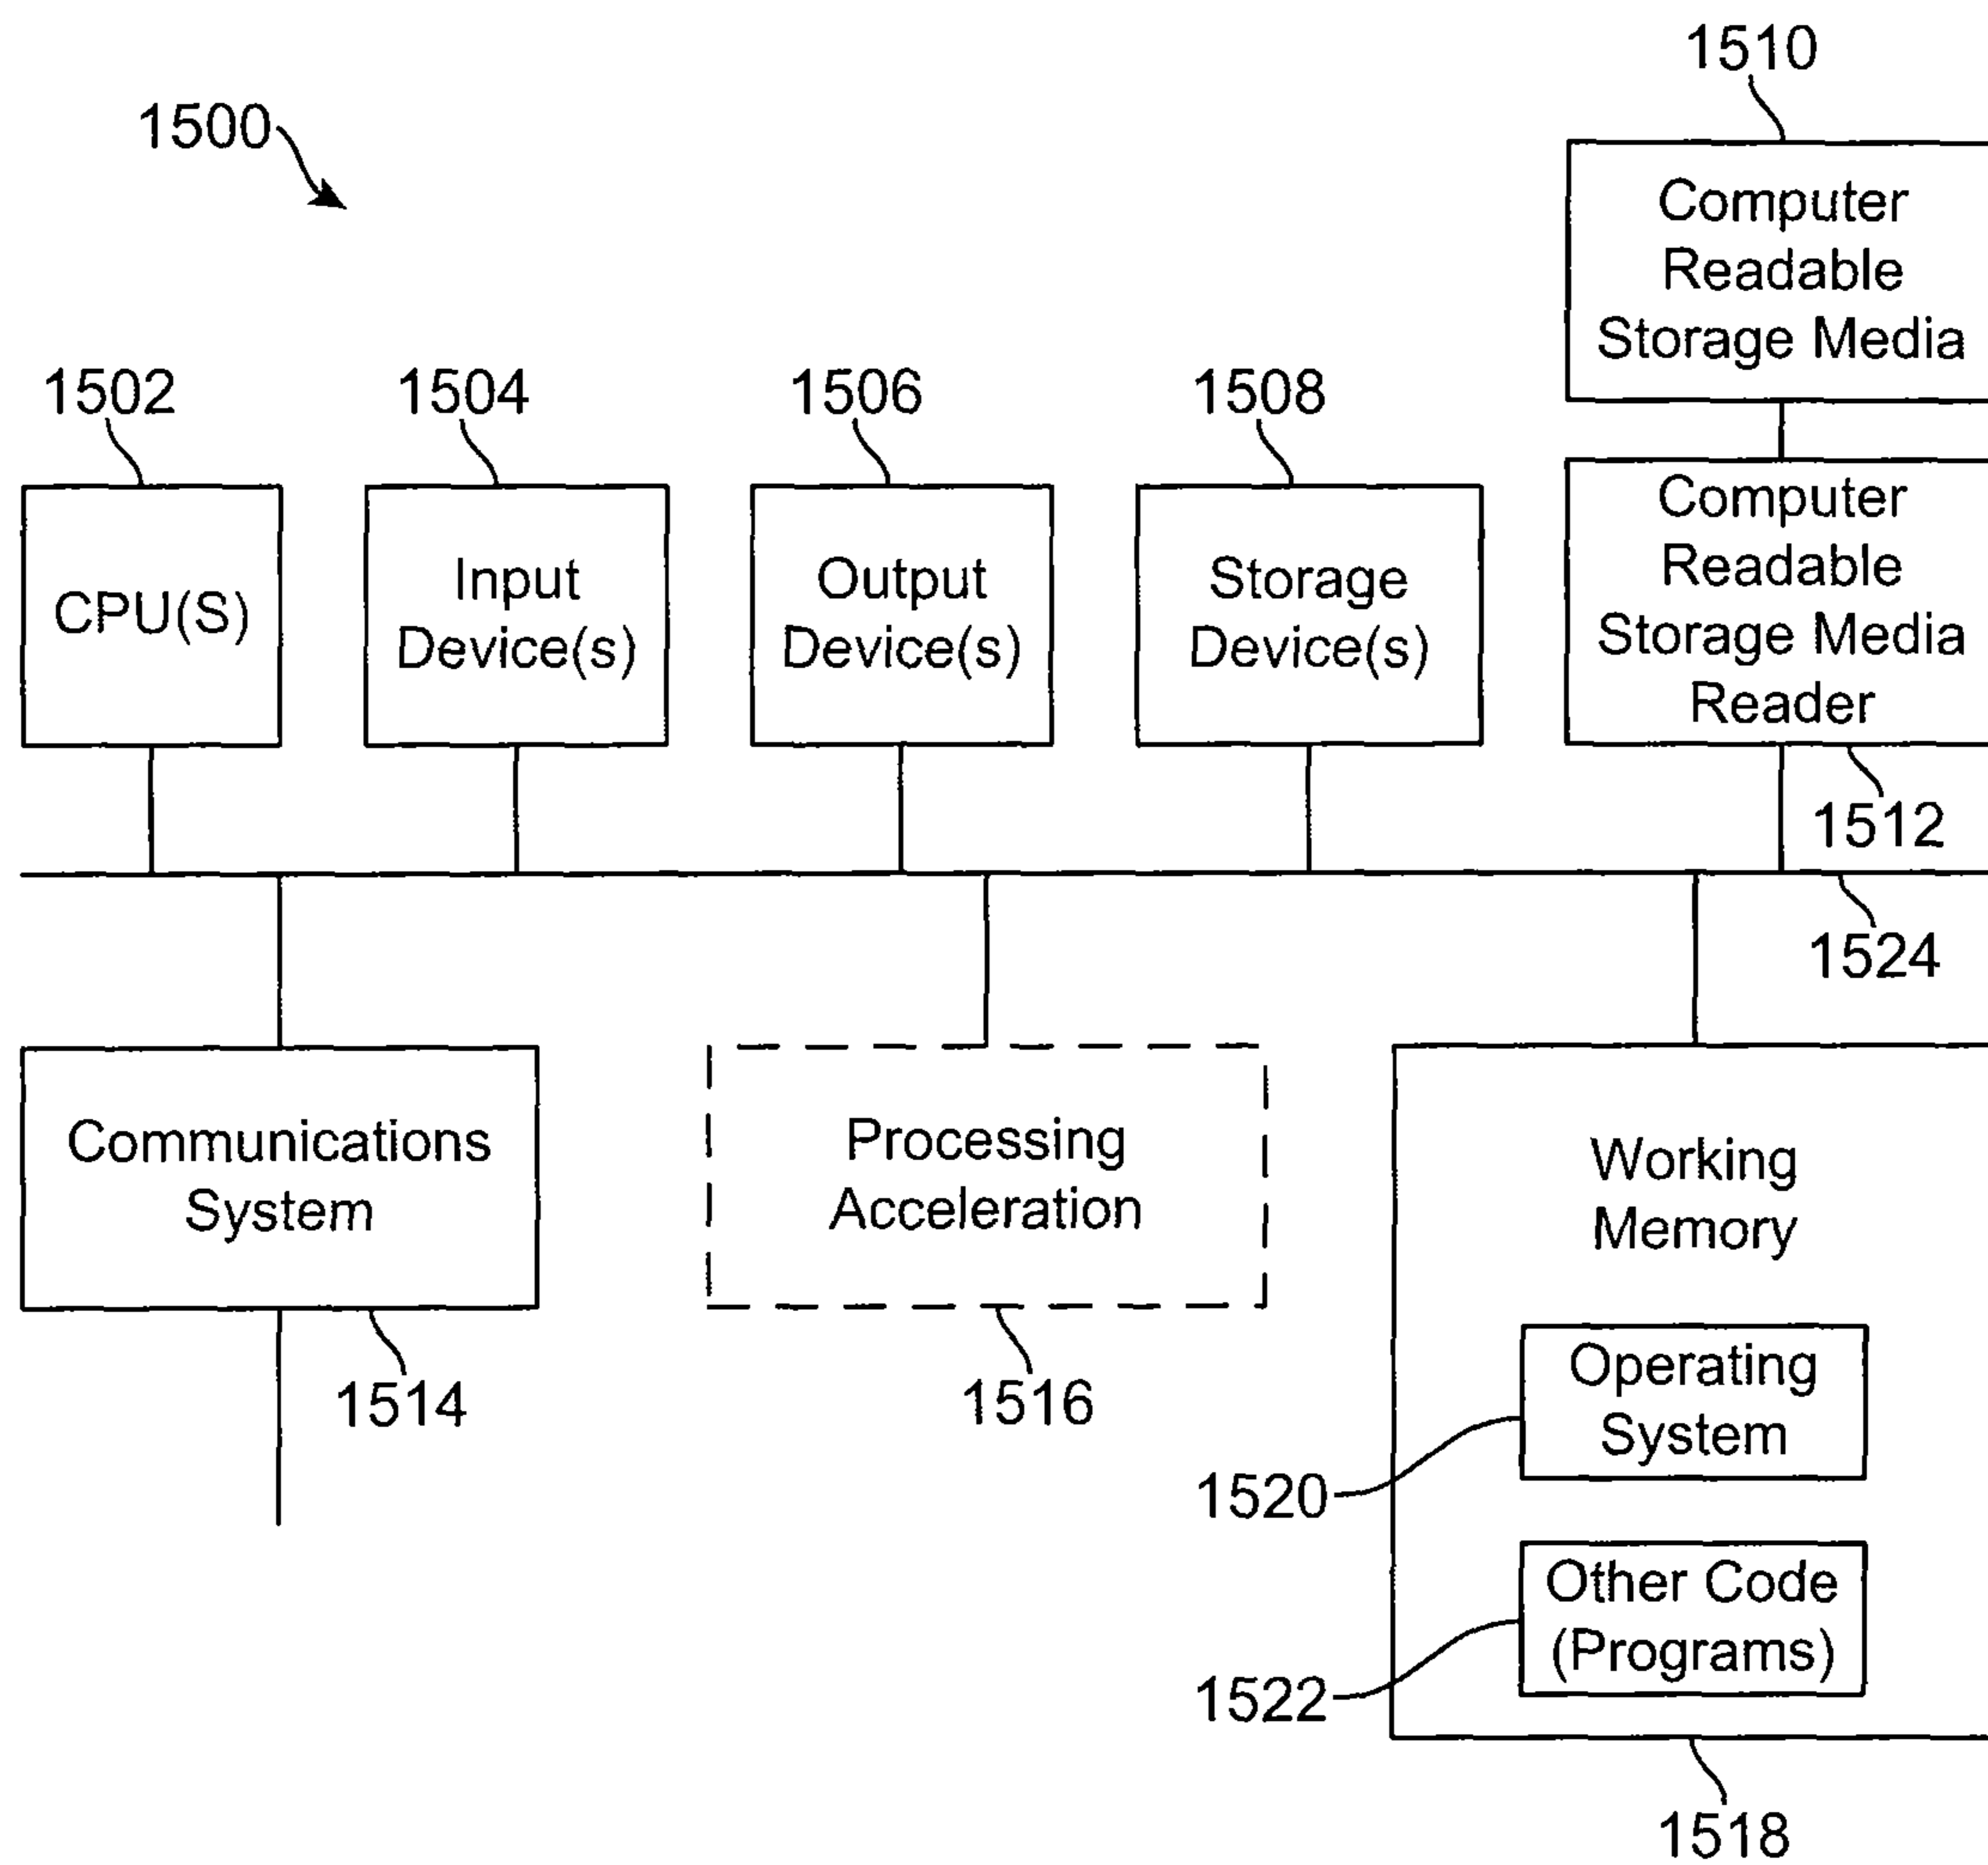 1510
1500
Computer
Readable
Storage Media
1502
1504
1506
1508
CPU(S)
Input
Device(s)
Output
Device(s)
Storage
Device(s)
Computer
Readable
Storage Media
Reader
1512
1524
Communications
System
1514
Processing
Acceleration
1516
Working
Memory
Operating
System
1520
Other Code
(Programs)
1522
1518